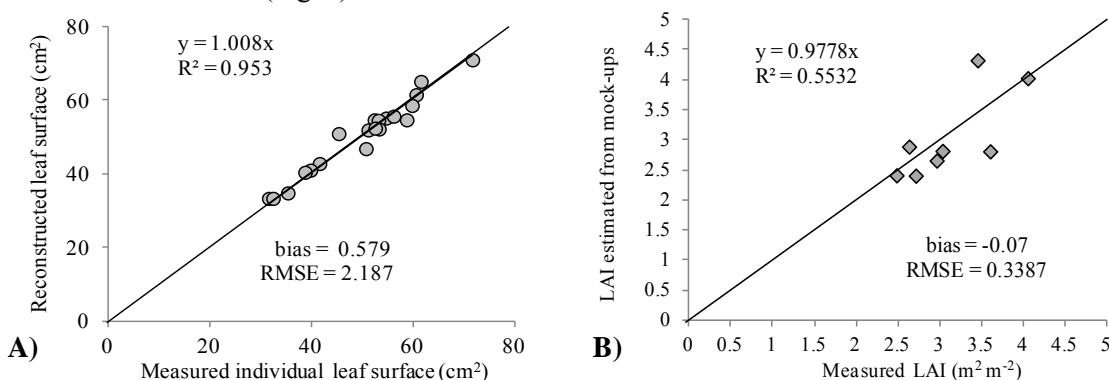 80
60
40
20
0
0
20
40
60
80
Reconstructed leaf surface (cm²)
Measured individual leaf surface (cm²)
y = 1.008x
R² = 0.953
bias = 0.579
RMSE = 2.187
A)
5
4.5
4
3.5
3
2.5
2
1.5
1
0.5
0
0
0.5
1
1.5
2
2.5
3
3.5
4
4.5
5
LAI estimated from mock-ups
Measured LAI (m² m⁻²)
y = 0.9778x
R² = 0.5532
bias = -0.07
RMSE = 0.3387
B)